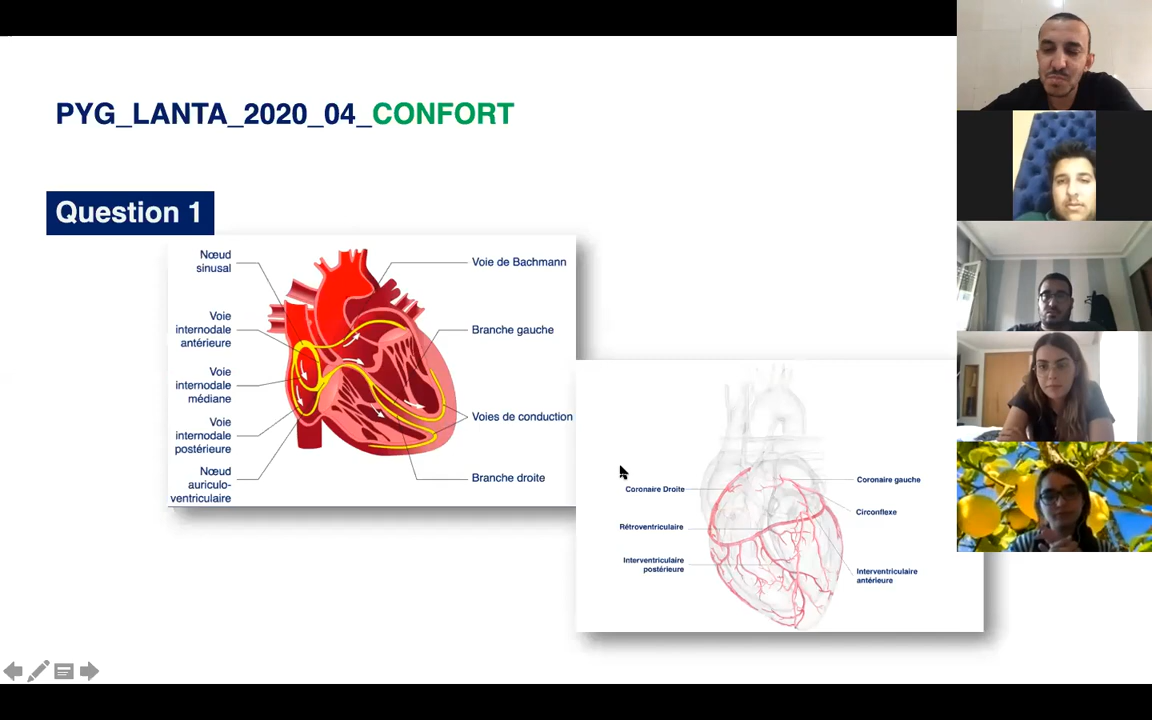 PYG_LANTA_2020_04_CONFORT
Question 1
Nœud
sinusal
Voie
internodale
antérieure
Voie
internodale
médiane
Voie
internodale
postérieure
Nœud
auriculo-
ventriculaire
Voie de Bachmann
Branche gauche
Voies de conduction
Branche droite
Coronaire Droite
Rétroventriculaire
Interventriculaire
postérieure
Coronaire gauche
Circonflexe
Interventriculaire
antérieure